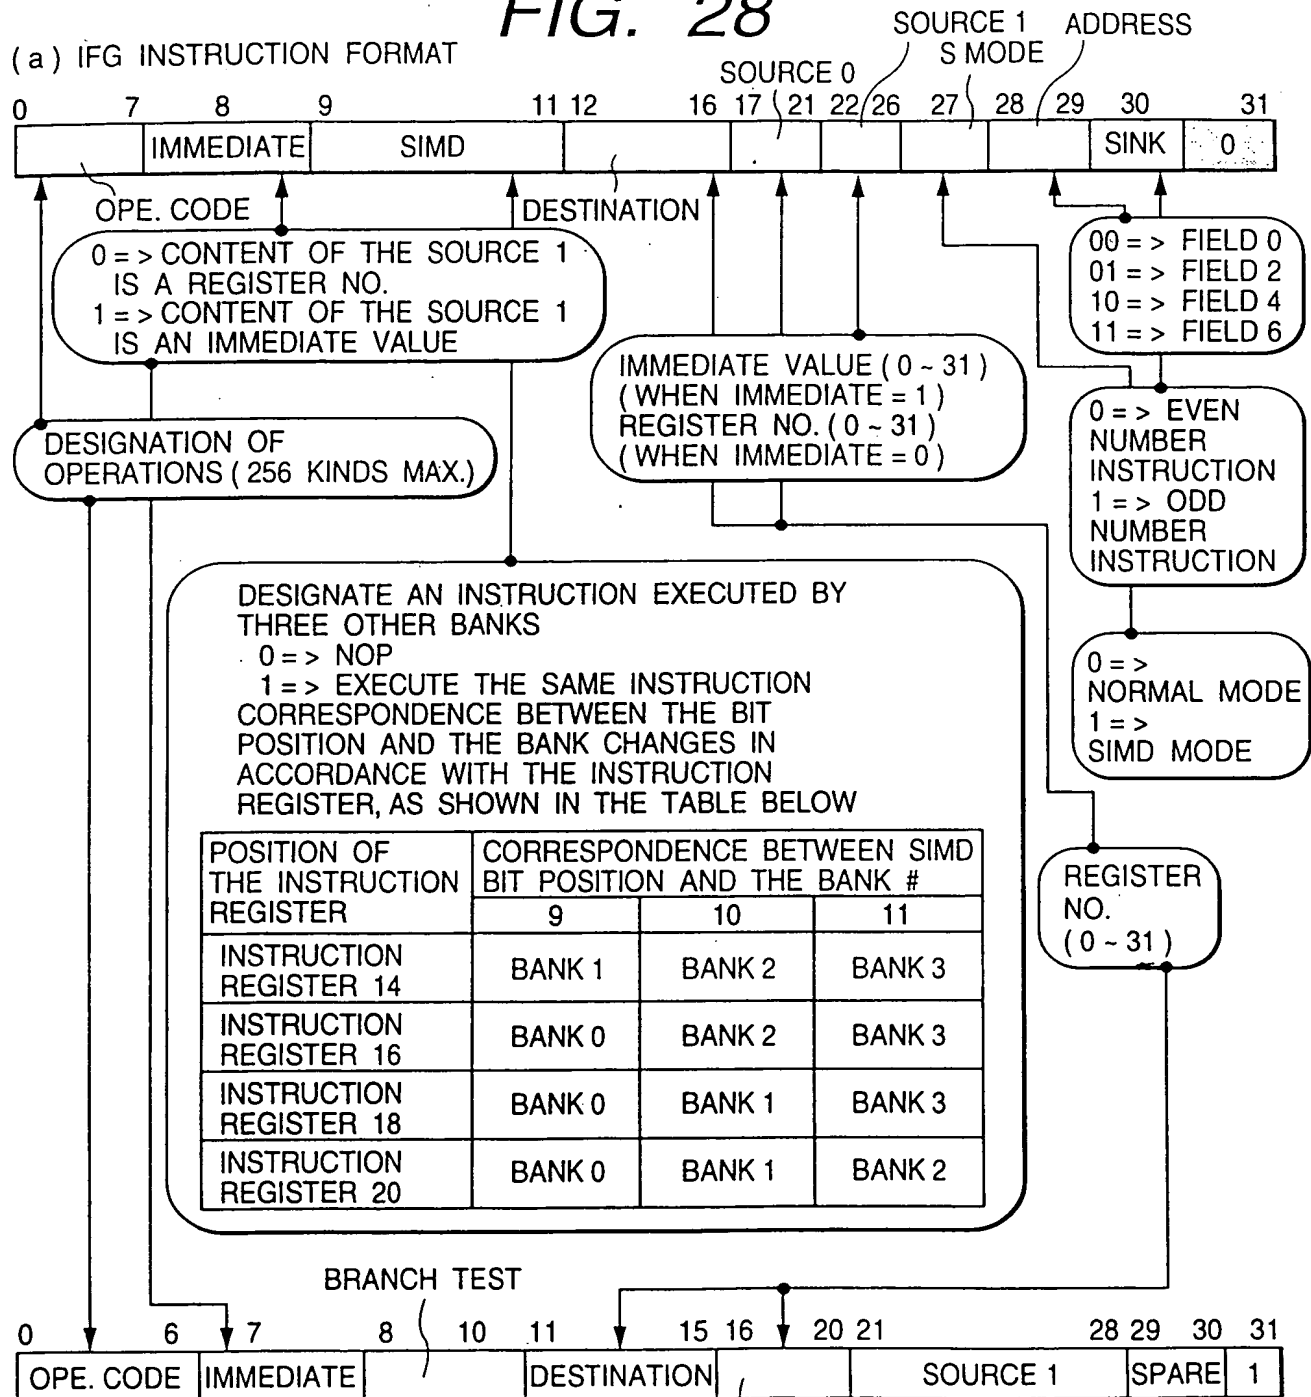 FIG. 28
(a) IFG INSTRUCTION FORMAT
SOURCE 1
S MODE
ADDRESS
SOURCE 0
0 7 8 9 11 12 16 17 21 22 26 27 28 29 30 31
IMMEDIATE SIMD SINK 0
OPE. CODE
DESTINATION
0 = > CONTENT OF THE SOURCE 1
IS A REGISTER NO.
1 = > CONTENT OF THE SOURCE 1
IS AN IMMEDIATE VALUE
00 = > FIELD 0
01 = > FIELD 2
10 = > FIELD 4
11 = > FIELD 6
IMMEDIATE VALUE ( 0 ~ 31 )
( WHEN IMMEDIATE = 1 )
REGISTER NO. ( 0 ~ 31 )
( WHEN IMMEDIATE = 0 )
DESIGNATION OF
OPERATIONS ( 256 KINDS MAX.)
0 = > EVEN
NUMBER
INSTRUCTION
1 = > ODD
NUMBER
INSTRUCTION
DESIGNATE AN INSTRUCTION EXECUTED BY
THREE OTHER BANKS
0 = > NOP
1 = > EXECUTE THE SAME INSTRUCTION
CORRESPONDENCE BETWEEN THE BIT
POSITION AND THE BANK CHANGES IN
ACCORDANCE WITH THE INSTRUCTION
REGISTER, AS SHOWN IN THE TABLE BELOW
0 = >
NORMAL MODE
1 = >
SIMD MODE
POSITION OF
THE INSTRUCTION
REGISTER
CORRESPONDENCE BETWEEN SIMD
BIT POSITION AND THE BANK #
9 10 11
INSTRUCTION
REGISTER 14
BANK 1 BANK 2 BANK 3
INSTRUCTION
REGISTER 16
BANK 0 BANK 2 BANK 3
INSTRUCTION
REGISTER 18
BANK 0 BANK 1 BANK 3
INSTRUCTION
REGISTER 20
BANK 0 BANK 1 BANK 2
REGISTER
NO.
( 0 ~ 31 )
BRANCH TEST
0 6 7 8 10 11 15 16 20 21 28 29 30 31
OPE. CODE IMMEDIATE DESTINATION SOURCE 1 SPARE 1